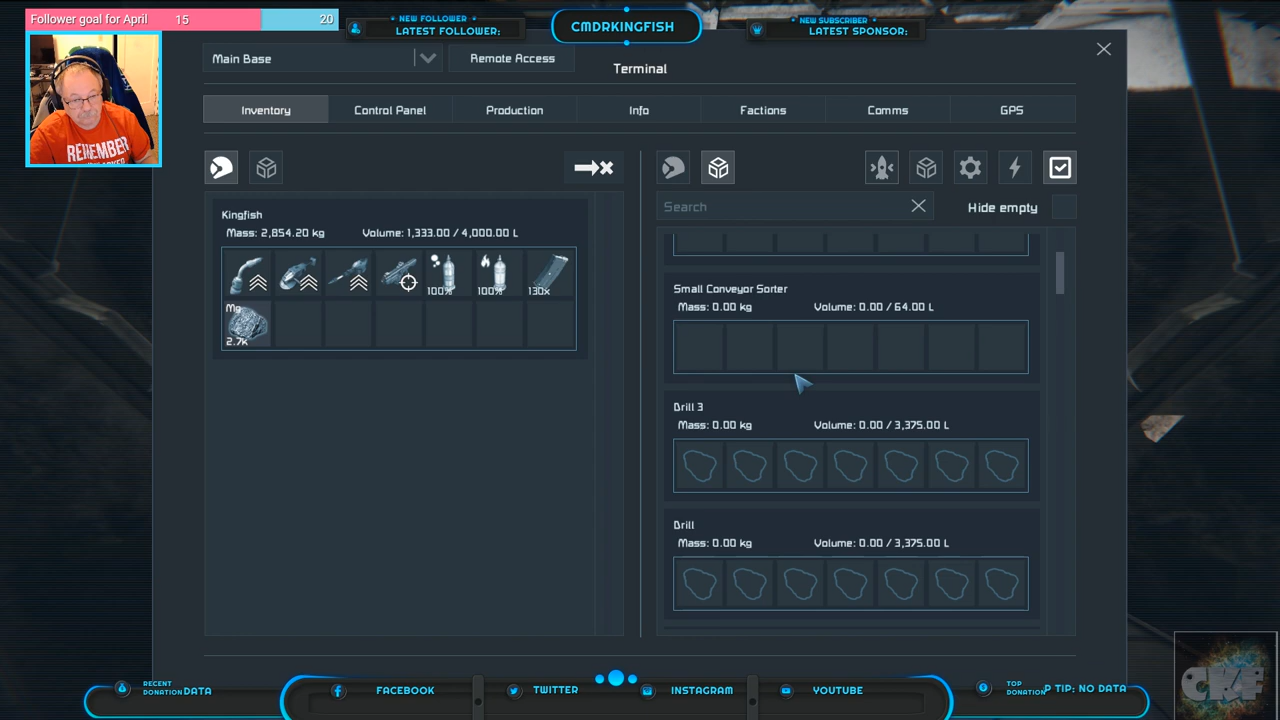 Follower goal for April 15 20
NEW FOLLOWER
LATEST FOLLOWER:
CMDRKINGFISH
NEW SUBSCRIBER
LATEST SPONSOR:
Main Base
Remote Access
Terminal
Inventory
Control Panel
Production
Info
Factions
Comms
GPS
Search
Hide empty
Kingfish
Mass: 2,854.20 kg Volume: 1,333.00 / 4,000.00 L
100% 100% 130x
Mg
2.7K
Small Conveyor Sorter
Mass: 0.00 kg Volume: 0.00 / 64.00 L
Drill 3
Mass: 0.00 kg Volume: 0.00 / 3,375.00 L
Drill
Mass: 0.00 kg Volume: 0.00 / 3,375.00 L
REMEMBER
RECENT
DONATION DATA
FACEBOOK
TWITTER
INSTAGRAM
YOUTUBE
TOP
DONATION P TIP: NO DATA
CKF